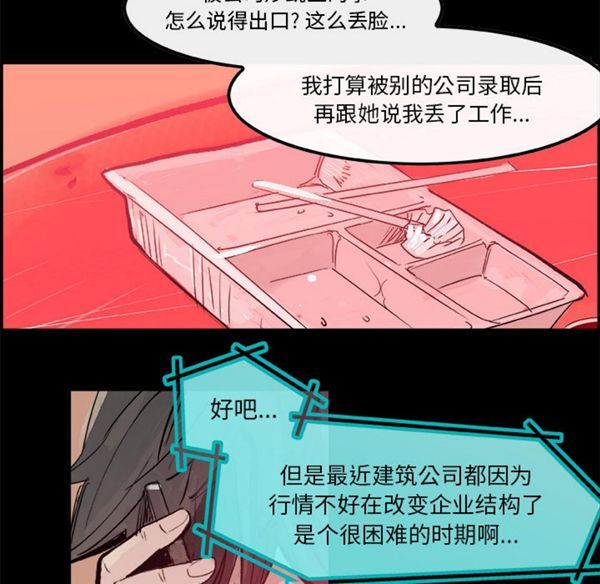 怎么说得出口?这么丢脸...
我打算被别的公司录取后
再跟她说我丢了工作...
好吧...
但是最近建筑公司都因为
行情不好在改变企业结构了
是个很困难的时期啊...